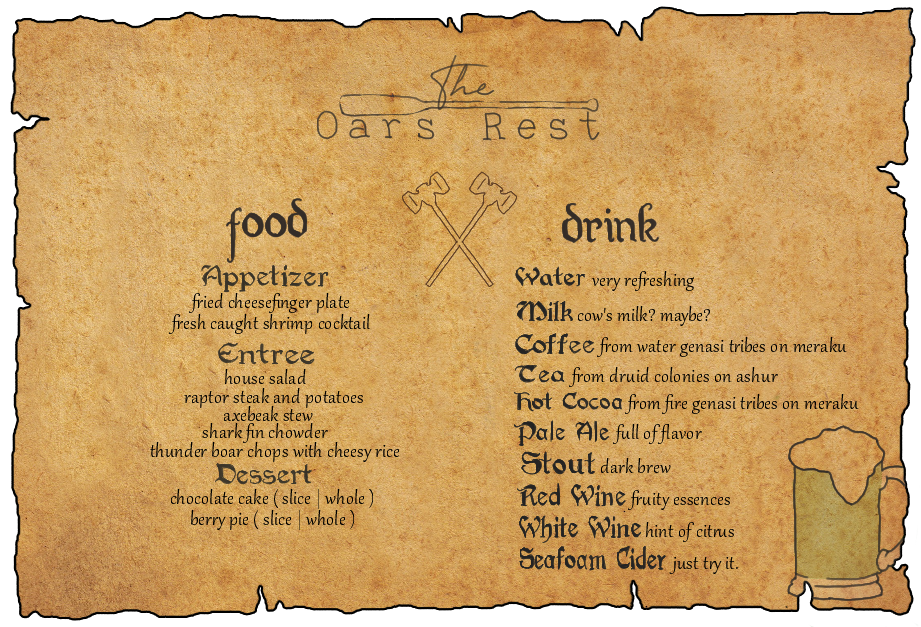 The
Oars Rest
food
Appetizer
fried cheesefinger plate
fresh caught shrimp cocktail
Entree
house salad
raptor steak and potatoes
axebeak stew
shark fin chowder
thunder boar chops with cheesy rice
Dessert
chocolate cake ( slice | whole )
berry pie ( slice | whole )
drink
Water very refreshing
Milk cow's milk? maybe?
Coffee from water genasi tribes on meraku
Tea from druid colonies on ashur
Hot Cocoa from fire genasi tribes on meraku
Pale Ale full of flavor
Stout dark brew
Red Wine fruity essences
White Wine hint of citrus
Seafoam Cider just try it.